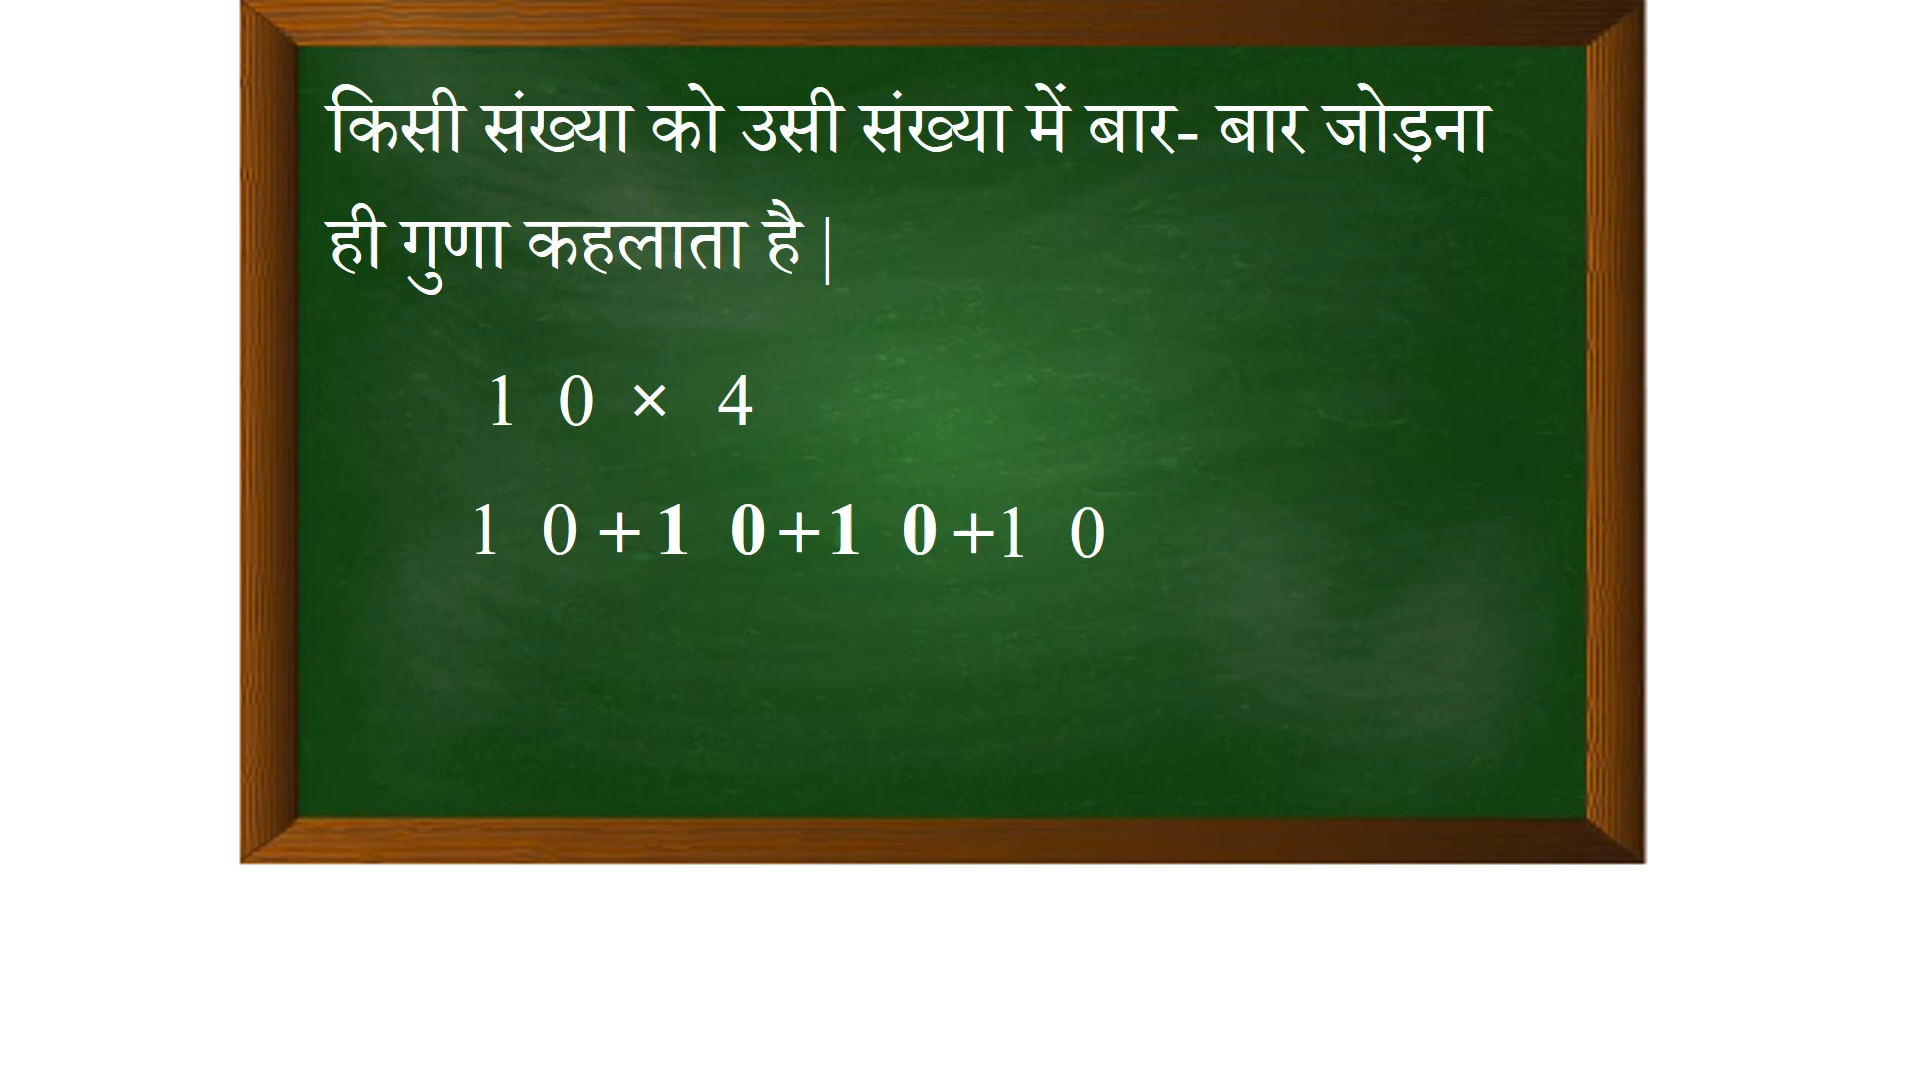 किसी संख्या को उसी संख्या में बार- बार जोड़ना
ही गुणा कहलाता है |
1 0 × 4
1 0 + 1 0 + 1 0 + 1 0